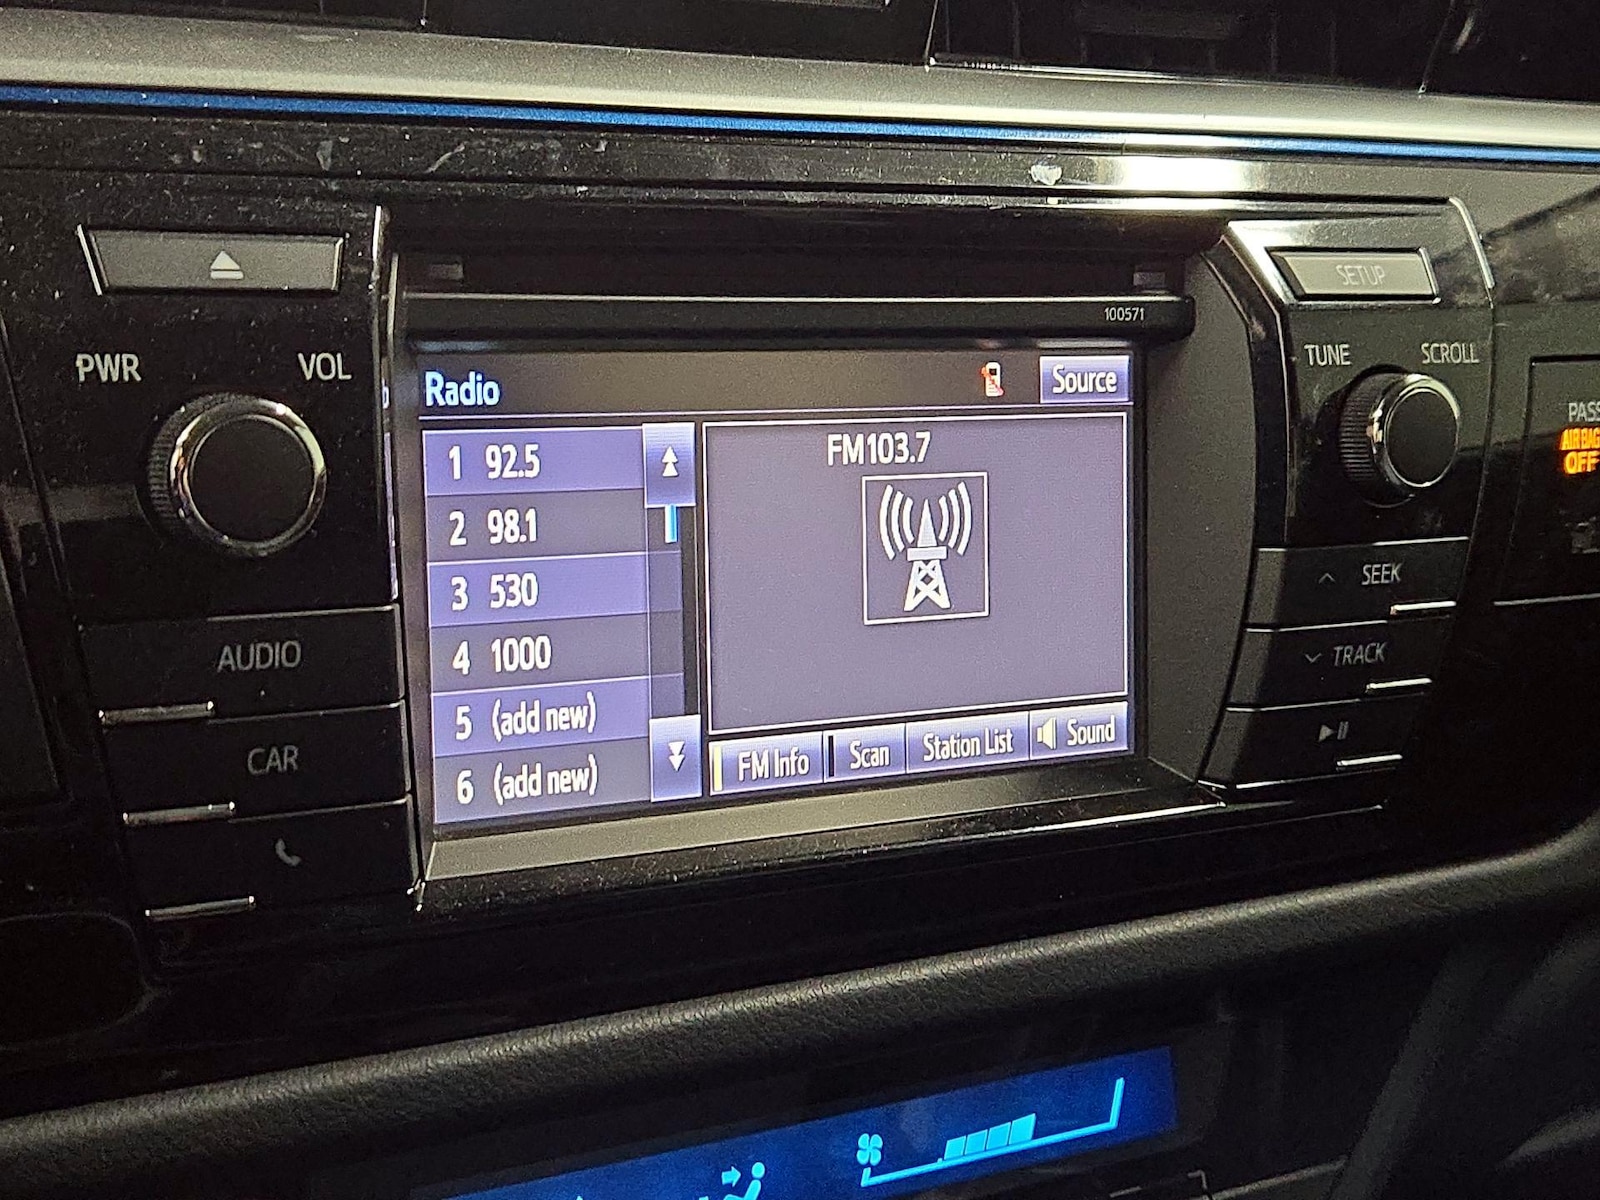 PWR VOL
AUDIO
CAR
100571
Radio
Source
1 92.5
2 98.1
3 530
4 1000
5 (add new)
6 (add new)
FM103.7
FM Info
Scan
Station List
Sound
SETUP
TUNE SCROLL
SEEK
TRACK
PASS
AIRBAG
OFF